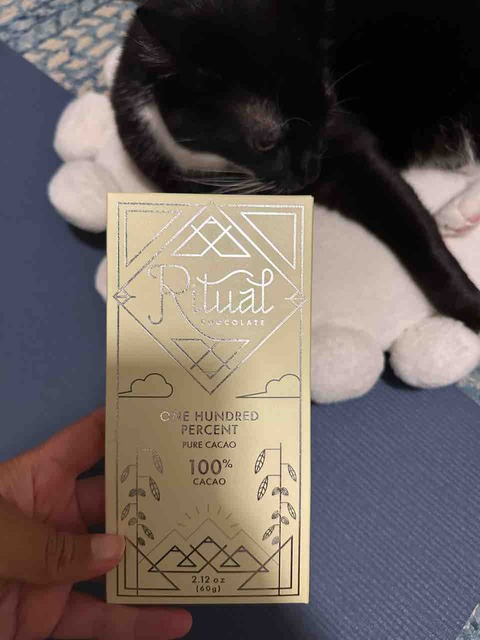 Ritual
CHOCOLATE
ONE HUNDRED
PERCENT
PURE CACAO
100%
CACAO
2.12 oz
(60g)